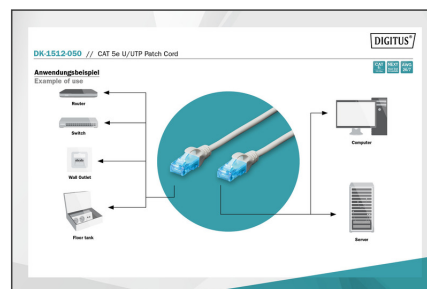 DIGITUS®
DK-1512-050 // CAT 5e U/UTP Patch Cord
Anwendungsbeispiel
Example of use
Router
Switch
Wall Outlet
Floor tank
Computer
Server